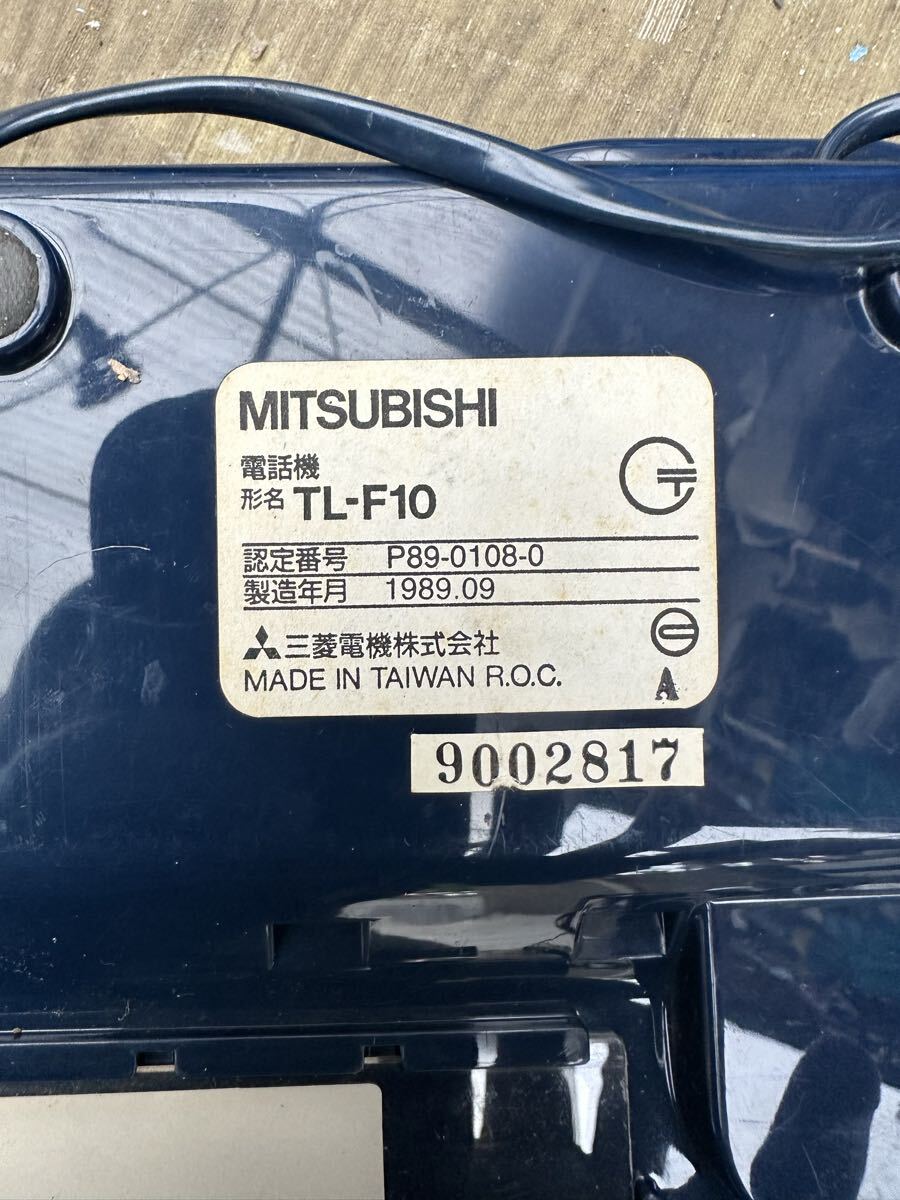 MITSUBISHI
電話機
形名 TL-F10
認定番号 P89-0108-0
製造年月 1989.09
三菱電機株式会社
MADE IN TAIWAN R.O.C.
A
9002817